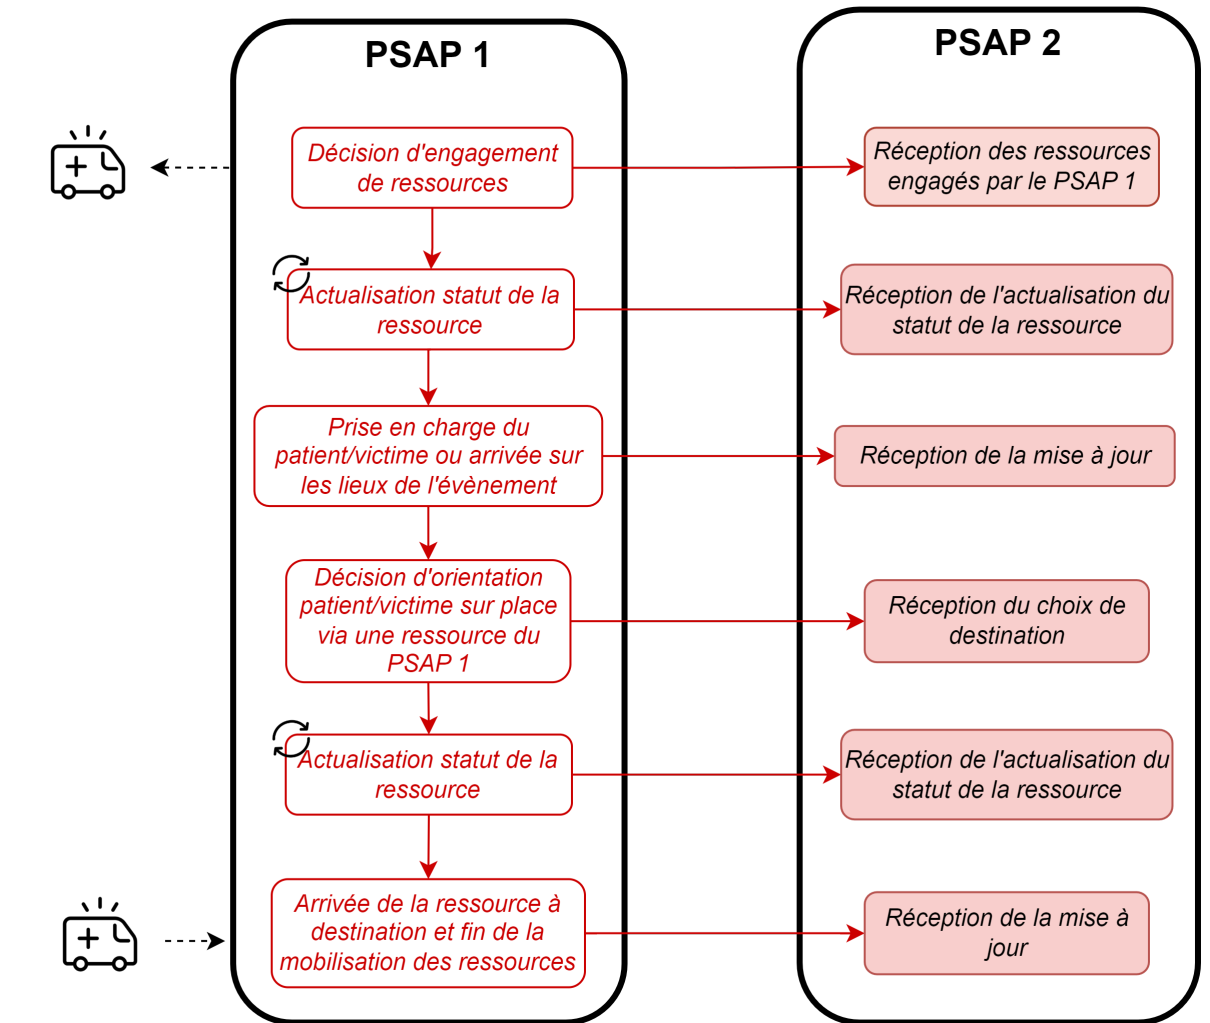 PSAP 1
PSAP 2
Décision d'engagement
de ressources
Réception des ressources
engagés par le PSAP 1
Actualisation statut de la
ressource
Réception de l'actualisation du
statut de la ressource
Prise en charge du
patient/victime ou arrivée sur
les lieux de l'évènement
Réception de la mise à jour
Décision d'orientation
patient/victime sur place
via une ressource du
PSAP 1
Réception du choix de
destination
Actualisation statut de la
ressource
Réception de l'actualisation du
statut de la ressource
Arrivée de la ressource à
destination et fin de la
mobilisation des ressources
Réception de la mise à
jour